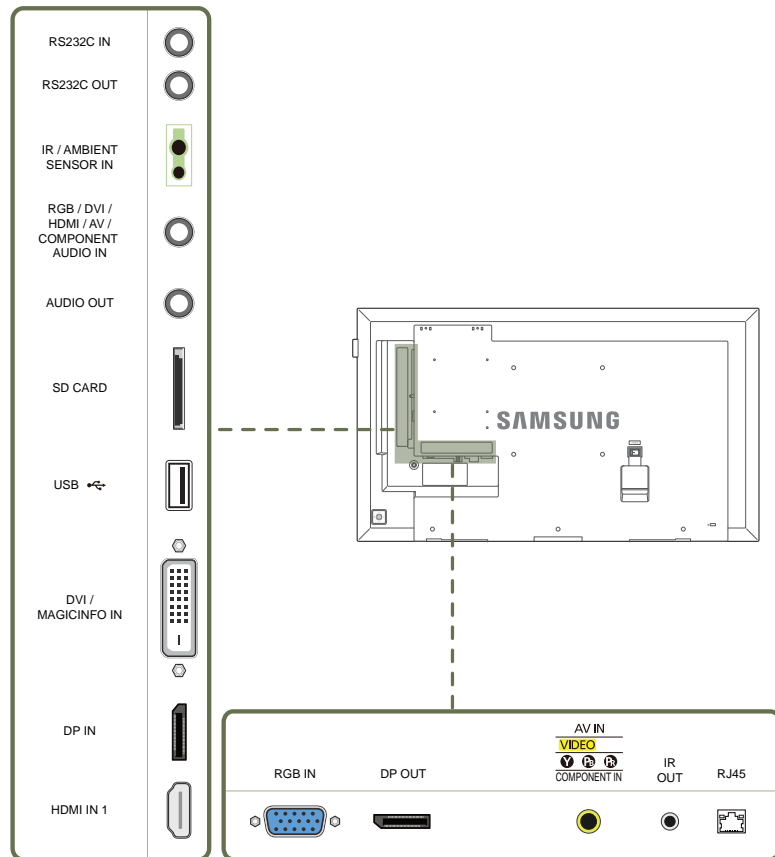 RS232C IN
RS232C OUT
IR / AMBIENT
SENSOR IN
RGB / DVI /
HDMI / AV /
COMPONENT
AUDIO IN
AUDIO OUT
SD CARD
SAMSUNG
USB
DVI /
MAGICINFO IN
DP IN
HDMI IN 1
RGB IN
DP OUT
AV IN
VIDEO
Y PB PR
COMPONENT IN
IR
OUT
RJ45